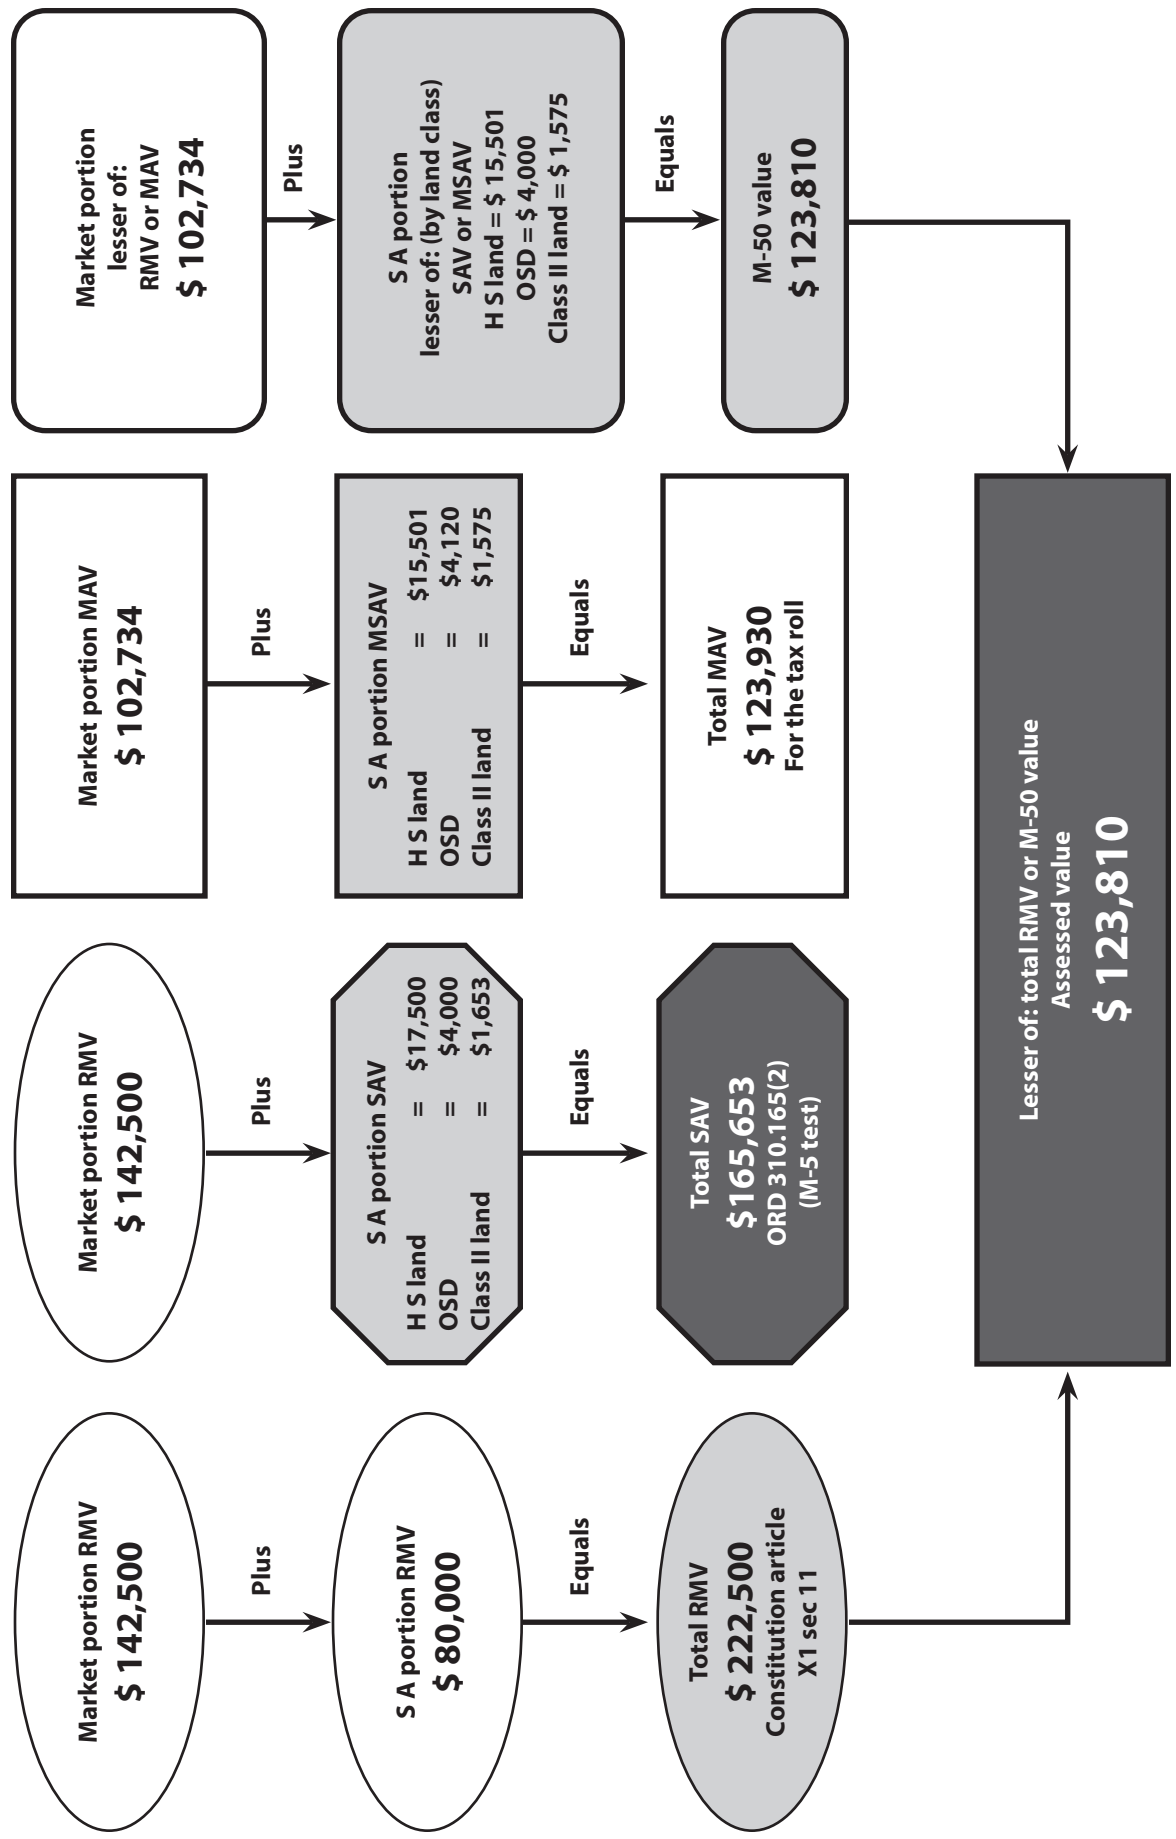 Market portion RMV
$ 142,500
Plus
S A portion RMV
$ 80,000
Equals
Total RMV
$ 222,500
Constitution article
X1 sec 11
Market portion RMV
$ 142,500
Plus
S A portion SAV
H S land = $17,500
OSD = $4,000
Class II land = $1,653
Equals
Total SAV
$165,653
ORD 310.165(2)
(M-5 test)
Market portion MAV
$ 102,734
Plus
S A portion MSAV
H S land = $15,501
OSD = $4,120
Class II land = $1,575
Equals
Total MAV
$ 123,930
For the tax roll
Market portion
lesser of:
RMV or MAV
$ 102,734
Plus
S A portion
lesser of: (by land class)
SAV or MSAV
H S land = $ 15,501
OSD = $ 4,000
Class II land = $ 1,575
Equals
M-50 value
$ 123,810
Lesser of: total RMV or M-50 value
Assessed value
$ 123,810